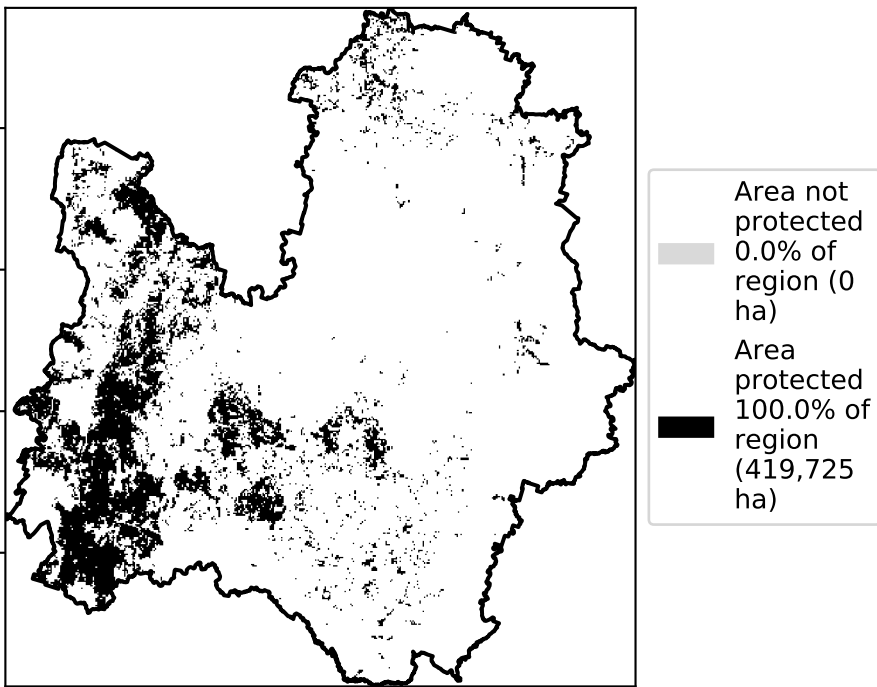 Area not
protected
0.0% of
region (0
ha)
Area
protected
100.0% of
region
(419,725
ha)